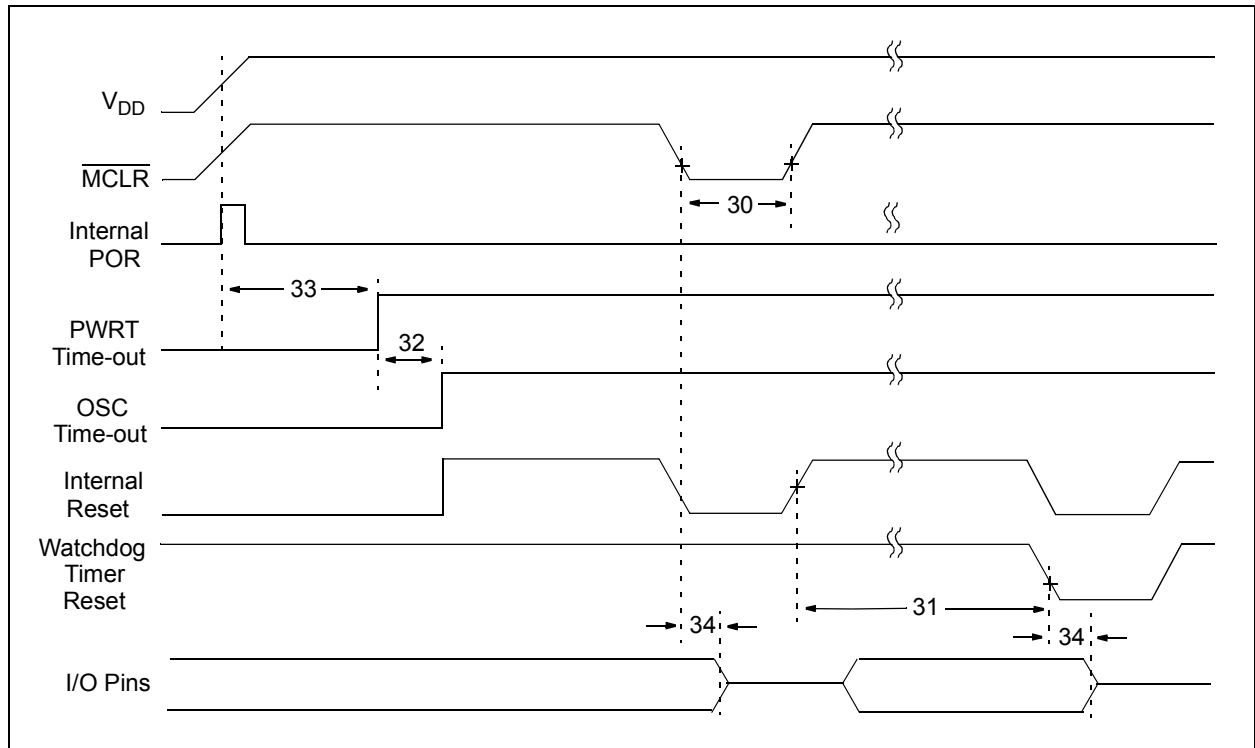 VDD
MCLR
30
Internal
POR
33
PWRT
Time-out
32
OSC
Time-out
Internal
Reset
Watchdog
Timer
Reset
31
34
34
I/O Pins